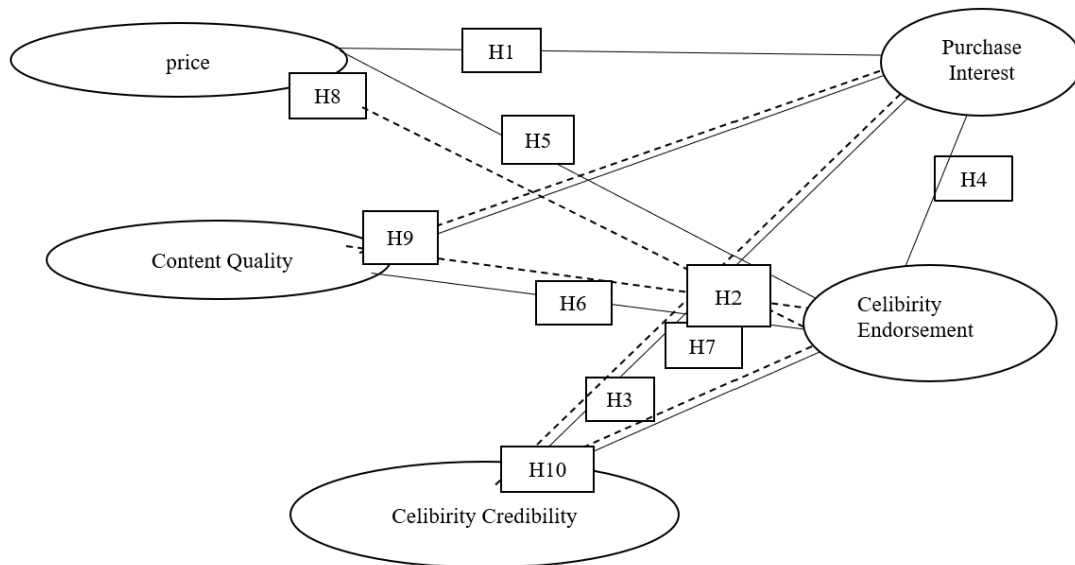 price
H1
Purchase
Interest
H8
H5
H4
Content Quality
H9
H6
H2
Celibirity
Endorsement
H7
H3
H10
Celibirity Credibility